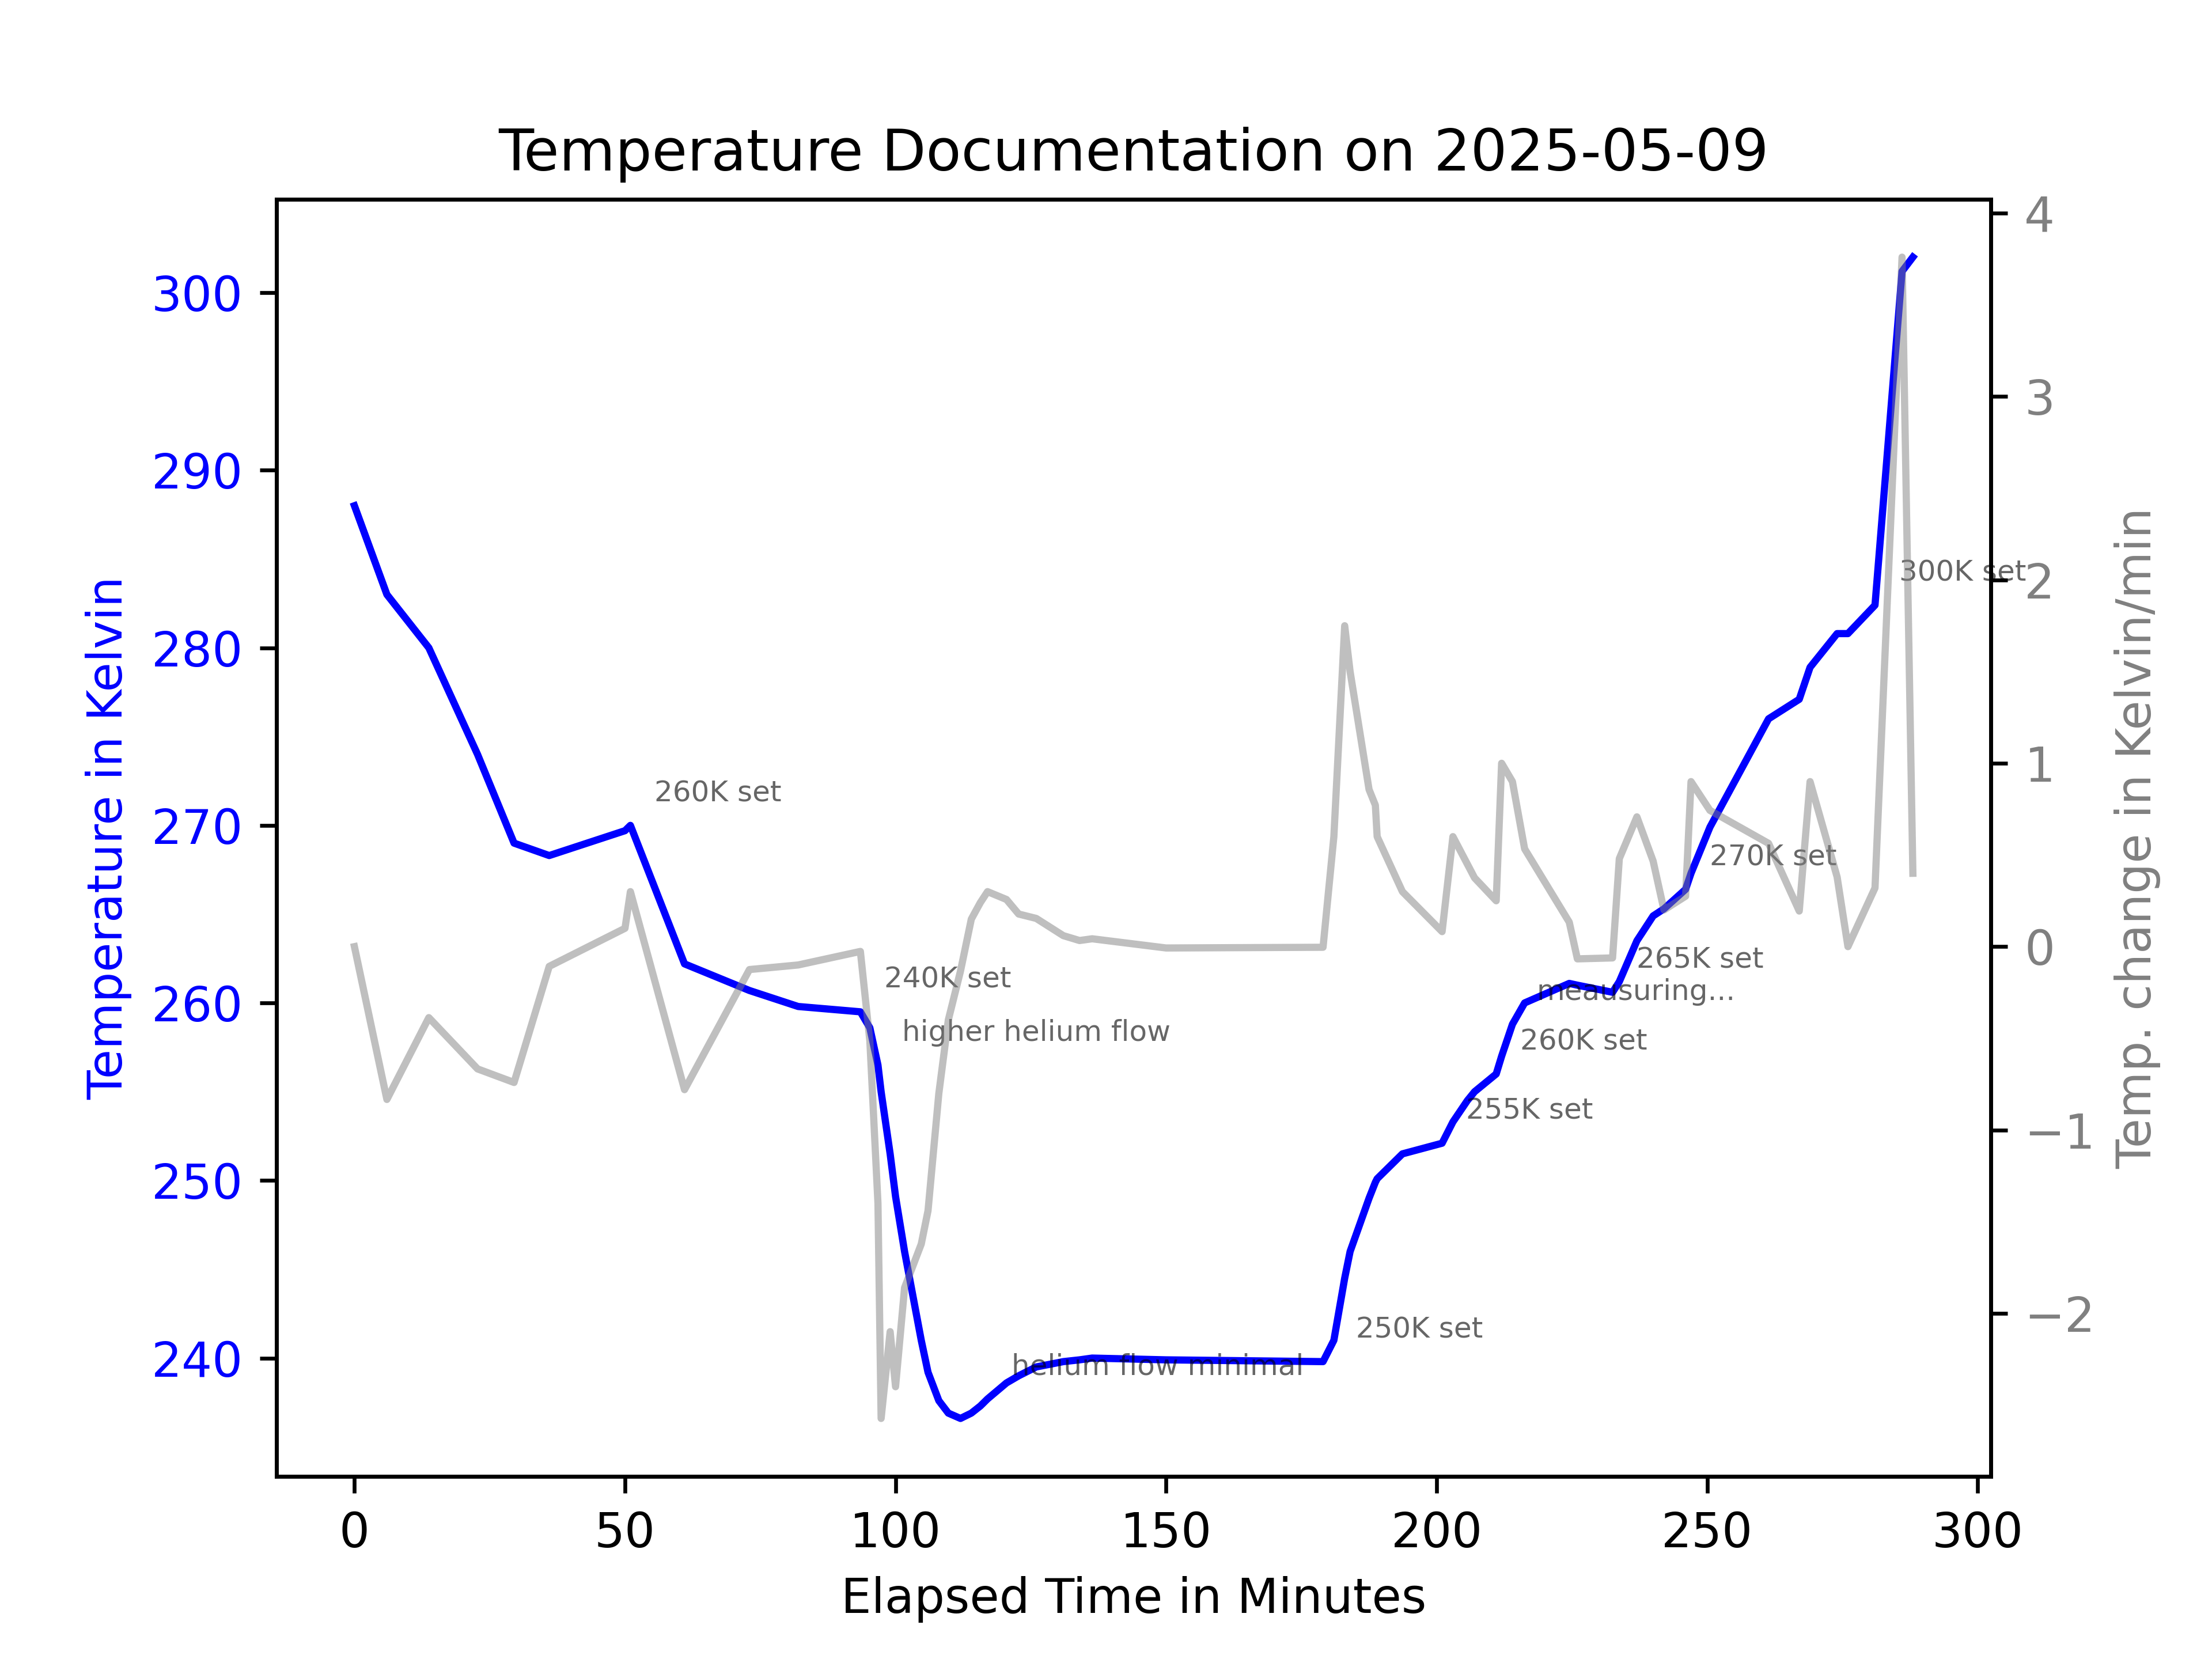 Temperature Documentation on 2025-05-09
Temperature in Kelvin
300
290
280
270
260
250
240
260K set
240K set
higher helium flow
helium flow minimal
250K set
255K set
260K set
meausuring...
265K set
270K set
300K set
4
3
2
1
0
−1
−2
Temp. change in Kelvin/min
0
50
100
150
200
250
300
Elapsed Time in Minutes